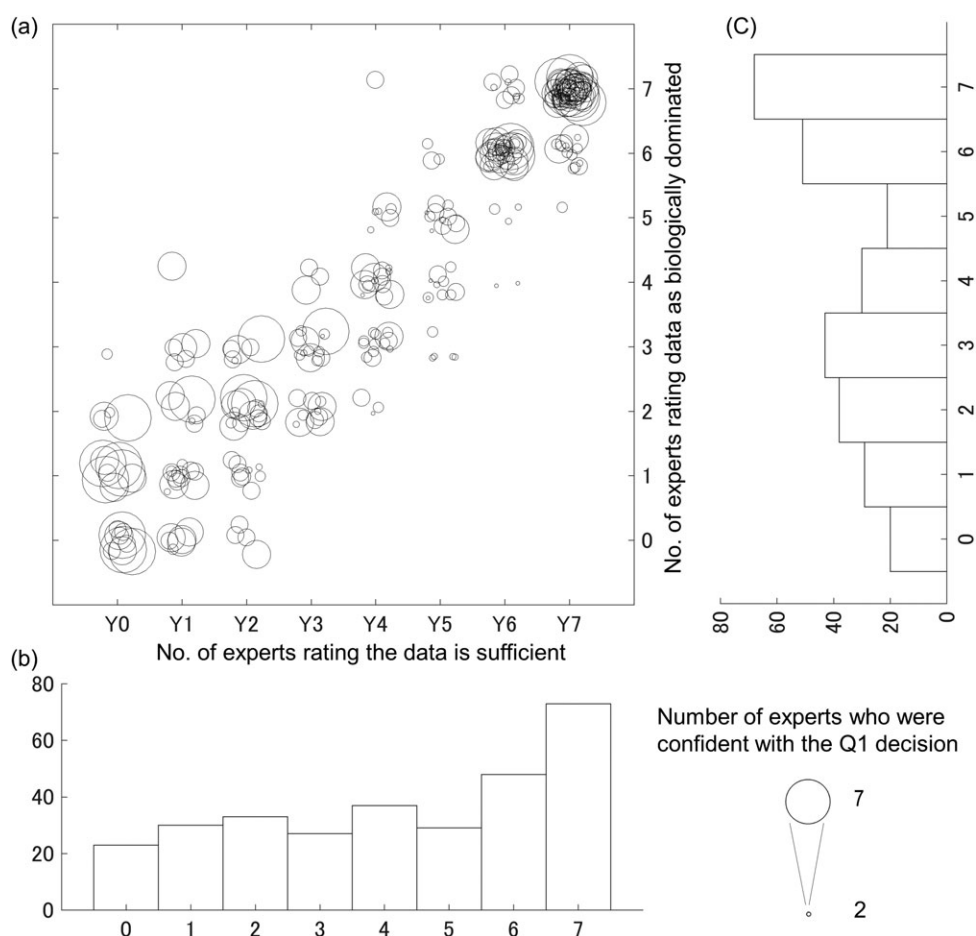 (a)
7
6
5
4
3
2
1
0
No. of experts rating data as biologically dominated
Y0 Y1 Y2 Y3 Y4 Y5 Y6 Y7
No. of experts rating the data is sufficient
(C)
7
6
5
4
3
2
1
0
80 60 40 20 0
(b)
80
60
40
20
0
0 1 2 3 4 5 6 7
Number of experts who were
confident with the Q1 decision
7
2